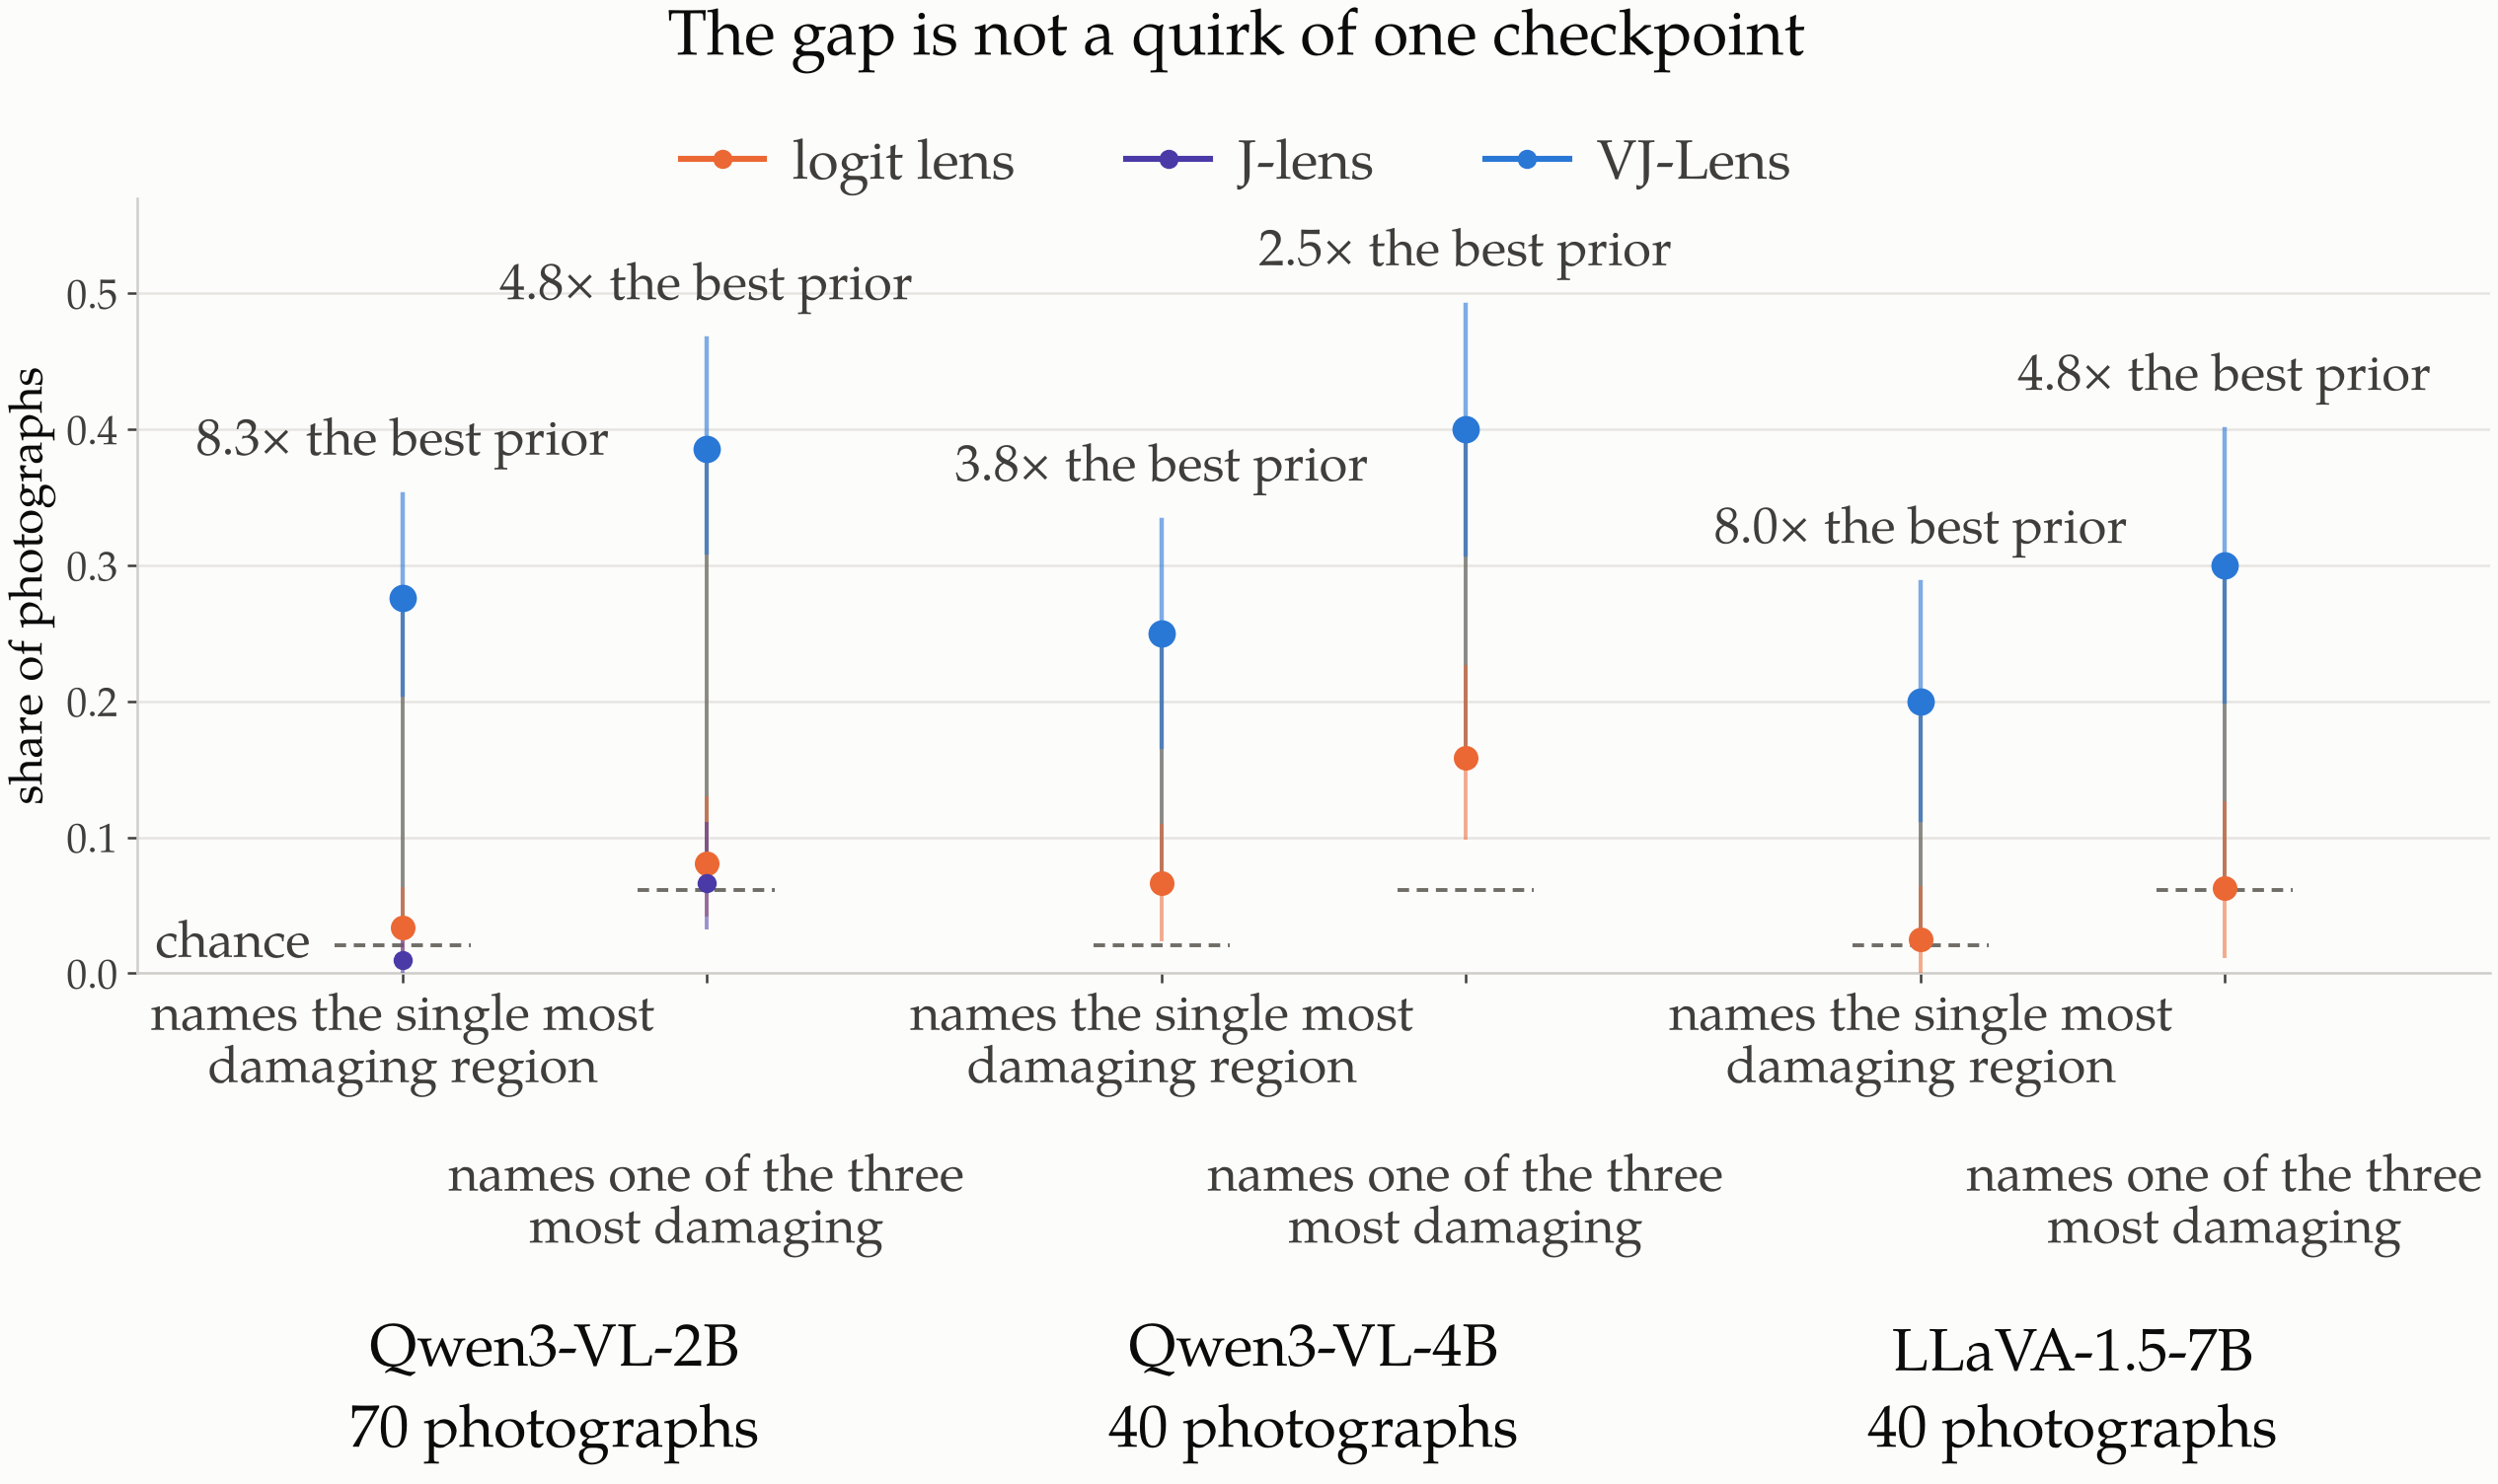 The gap is not a quirk of one checkpoint
logit lens
J-lens
VJ-Lens
share of photographs
0.5
0.4
0.3
0.2
0.1
0.0
8.3× the best prior
4.8× the best prior
3.8× the best prior
2.5× the best prior
8.0× the best prior
4.8× the best prior
chance
names the single most
damaging region
names one of the three
most damaging
names the single most
damaging region
names one of the three
most damaging
names the single most
damaging region
names one of the three
most damaging
Qwen3-VL-2B
70 photographs
Qwen3-VL-4B
40 photographs
LLaVA-1.5-7B
40 photographs